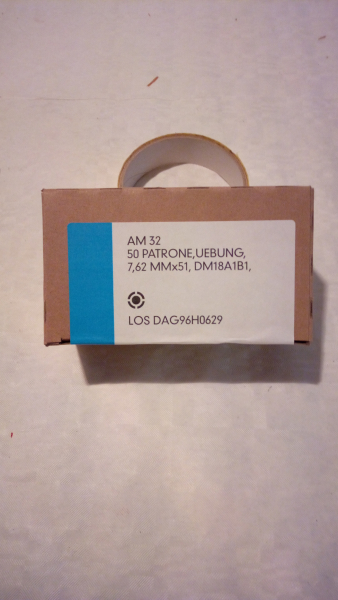 AM 32
50 PATRONE,UEBUNG,
7,62 MMx51, DM18A1B1,
LOS DAG96H0629